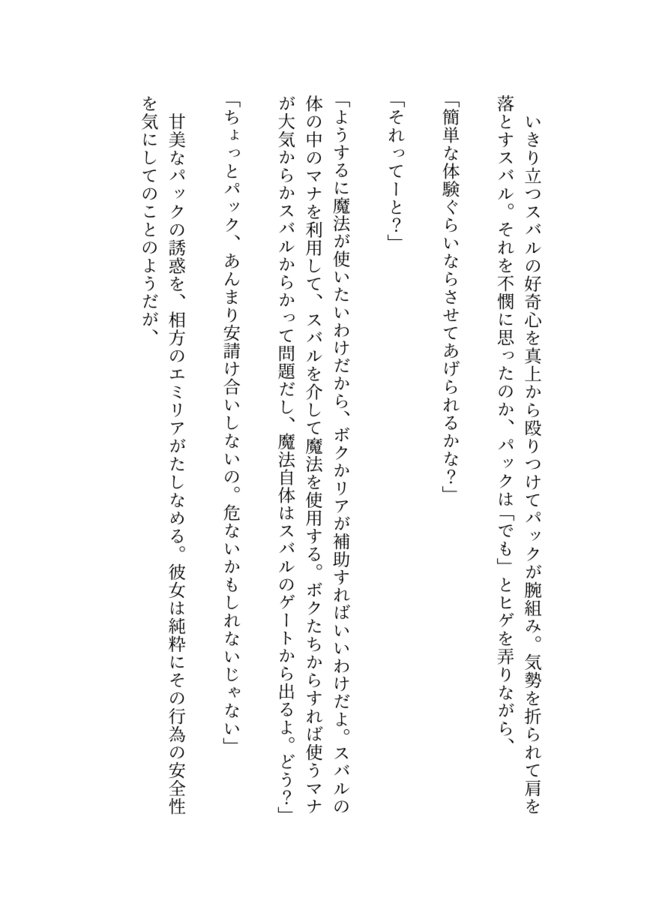 いきり立つスバルの好奇心を真上から殴りつけてパックが腕組み。気勢を折られて肩を
落とすスバル。それを不憫に思ったのか、パックは「でも」とヒゲを弄りながら、
「簡単な体験ぐらいならさせてあげられるかな？」
「それってーと？」
「ようするに魔法が使いたいわけだから、ボクかリアが補助すればいいわけだよ。スバルの
体の中のマナを利用して、スバルを介して魔法を使用する。ボクたちからすれば使うマナ
が大気からかスバルからかって問題だし、魔法自体はスバルのゲートから出るよ。どう？」
「ちょっとパック、あんまり安請け合いしないの。危ないかもしれないじゃない」
甘美なパックの誘惑を、相方のエミリアがたしなめる。彼女は純粋にその行為の安全性
を気にしてのことのようだが、